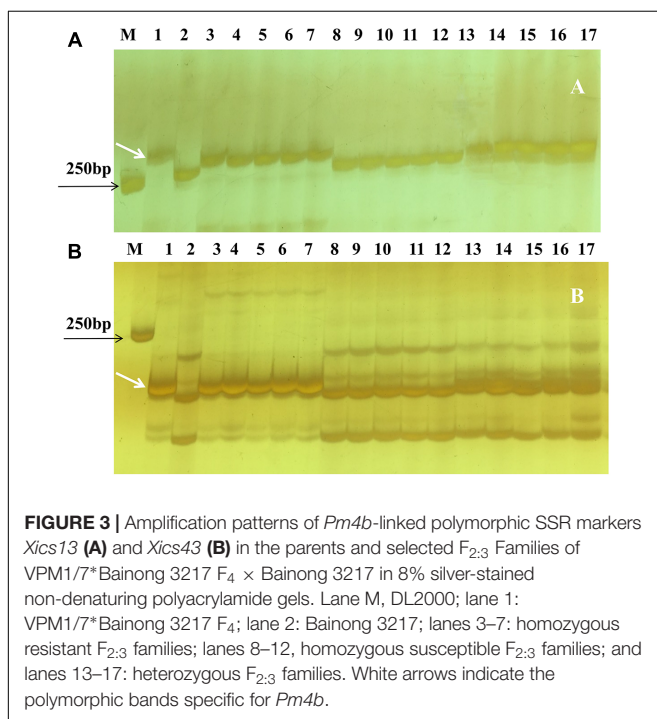 A
M 1 2 3 4 5 6 7 8 9 10 11 12 13 14 15 16 17
A
250bp
B
M 1 2 3 4 5 6 7 8 9 10 11 12 13 14 15 16 17
B
250bp
FIGURE 3 | Amplification patterns of Pm4b-linked polymorphic SSR markers
Xics13 (A) and Xics43 (B) in the parents and selected F2:3 Families of
VPM1/7*Bainong 3217 F4 × Bainong 3217 in 8% silver-stained
non-denaturing polyacrylamide gels. Lane M, DL2000; lane 1:
VPM1/7*Bainong 3217 F4; lane 2: Bainong 3217; lanes 3–7: homozygous
resistant F2:3 families; lanes 8–12, homozygous susceptible F2:3 families; and
lanes 13–17: heterozygous F2:3 families. White arrows indicate the
polymorphic bands specific for Pm4b.